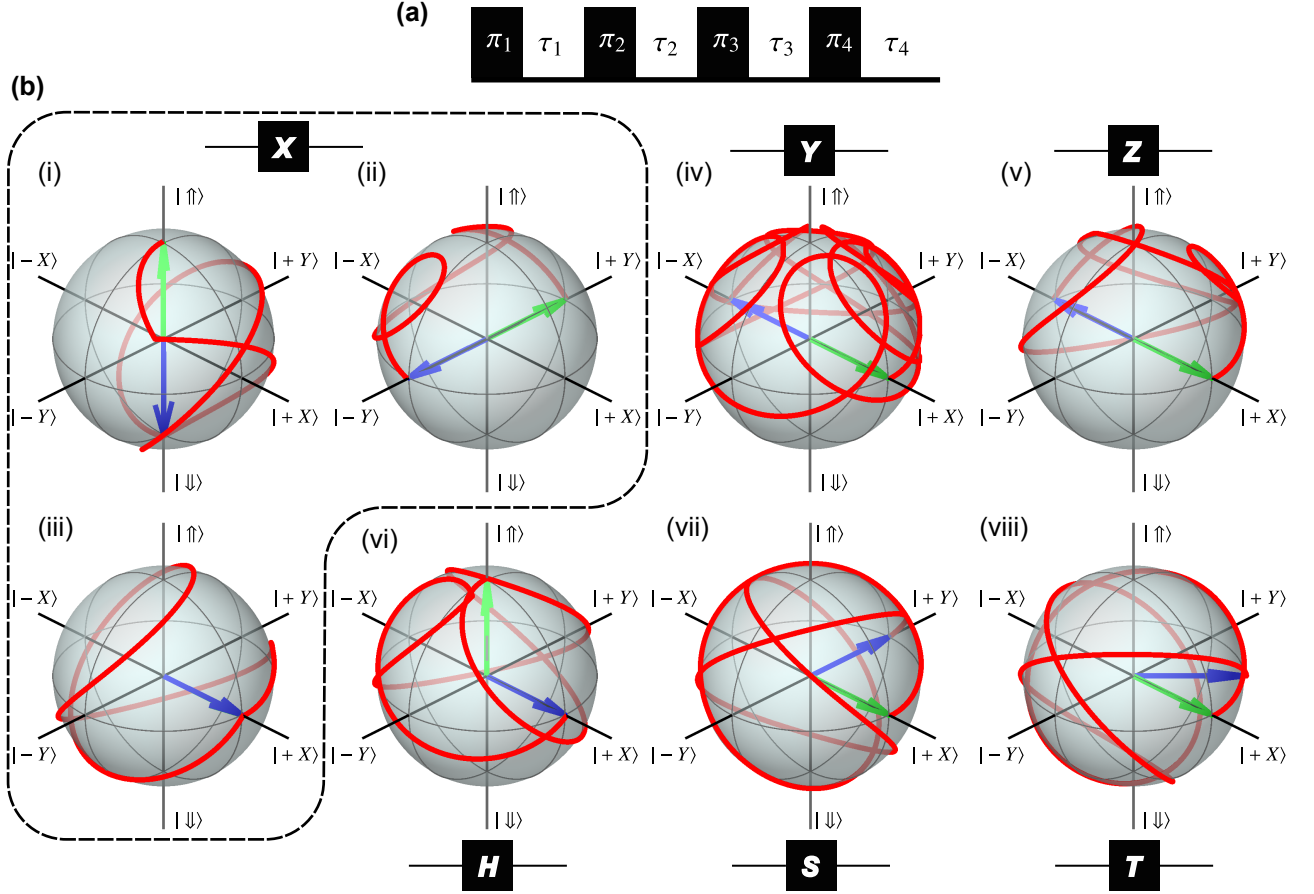 (a)
π₁ τ₁ π₂ τ₂ π₃ τ₃ π₄ τ₄
(b)
X
Y
Z
(i)
(ii)
(iv)
(v)
|⇑⟩
|⇑⟩
|⇑⟩
|⇑⟩
|−X⟩ |+Y⟩
|−X⟩ |+Y⟩
|−X⟩ |+Y⟩
|−X⟩ |+Y⟩
|−Y⟩ |+X⟩
|−Y⟩ |+X⟩
|−Y⟩ |+X⟩
|−Y⟩ |+X⟩
|⇓⟩
|⇓⟩
|⇓⟩
|⇓⟩
(iii)
(vi)
(vii)
(viii)
|⇑⟩
|⇑⟩
|⇑⟩
|⇑⟩
|−X⟩ |+Y⟩
|−X⟩ |+Y⟩
|−X⟩ |+Y⟩
|−X⟩ |+Y⟩
|−Y⟩ |+X⟩
|−Y⟩ |+X⟩
|−Y⟩ |+X⟩
|−Y⟩ |+X⟩
|⇓⟩
|⇓⟩
|⇓⟩
|⇓⟩
H
S
T